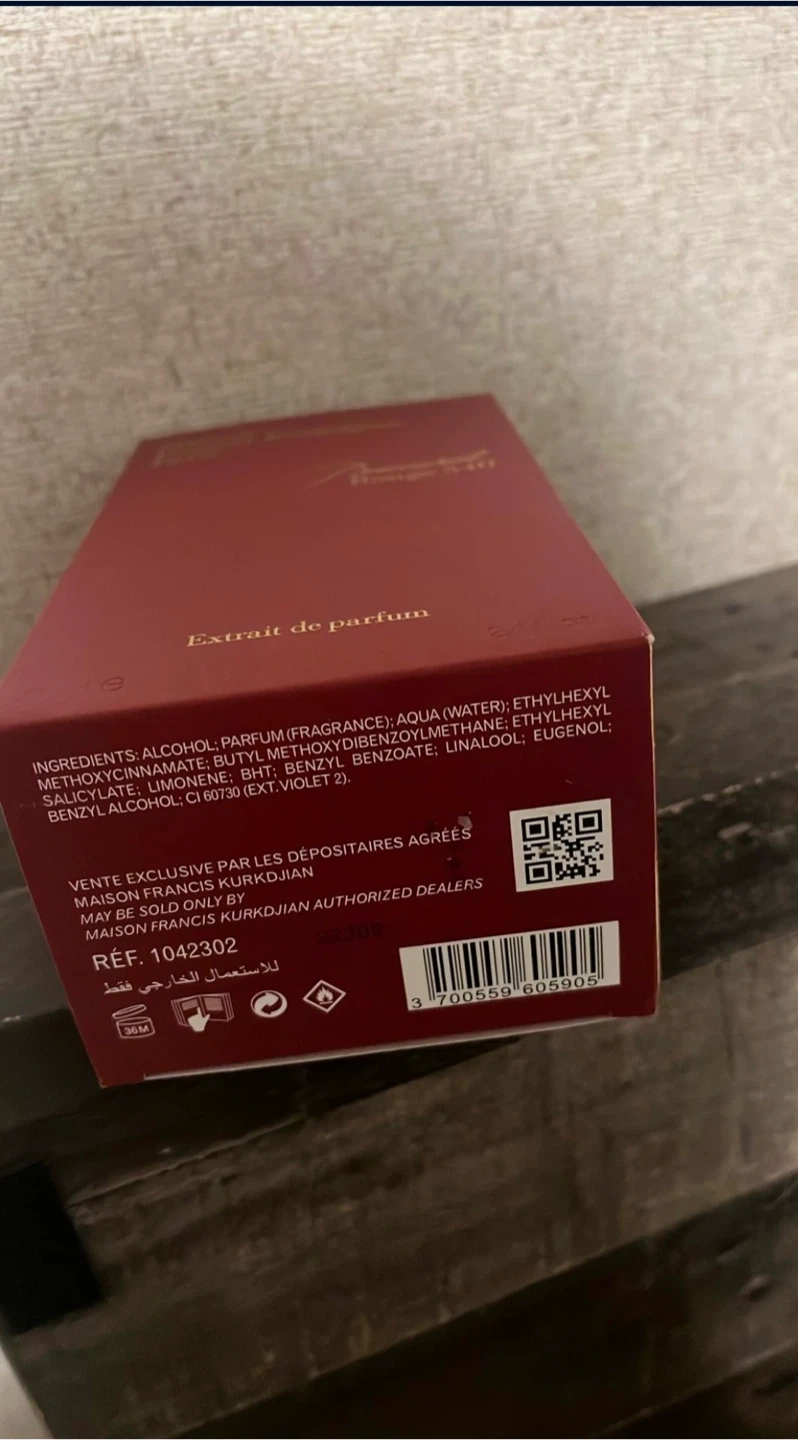 Rouge 540
Extrait de parfum
INGREDIENTS: ALCOHOL; PARFUM (FRAGRANCE); AQUA (WATER); ETHYLHEXYL
METHOXYCINNAMATE; BUTYL METHOXYDIBENZOYLMETHANE; ETHYLHEXYL
SALICYLATE; LIMONENE; BHT; BENZYL BENZOATE; LINALOOL; EUGENOL;
BENZYL ALCOHOL; CI 60730 (EXT. VIOLET 2).
VENTE EXCLUSIVE PAR LES DÉPOSITAIRES AGRÉÉS
MAISON FRANCIS KURKDJIAN
MAY BE SOLD ONLY BY
MAISON FRANCIS KURKDJIAN AUTHORIZED DEALERS
RÉF. 1042302
للاستعمال الخارجي فقط
36M
3 700559 605905